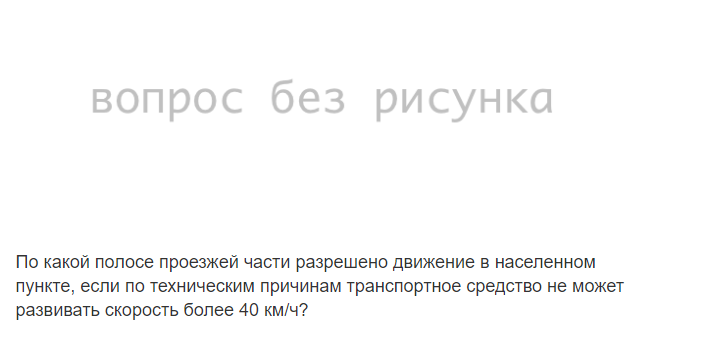 вопрос без рисунка
По какой полосе проезжей части разрешено движение в населенном
пункте, если по техническим причинам транспортное средство не может
развивать скорость более 40 км/ч?